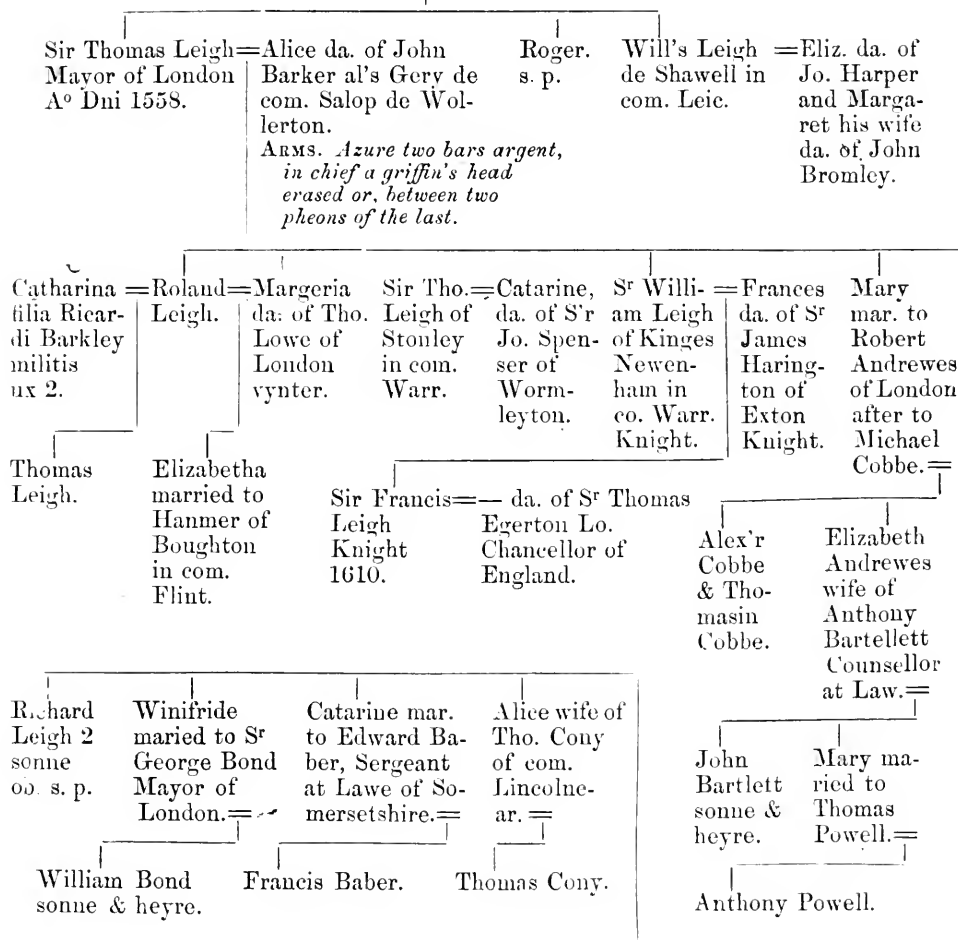 Sir Thomas Leigh=
Mayor of London
Aº Dni 1558.
Alice da. of John
Barker al's Gery de
com. Salop de Wol-
lerton.
ARMS. Azure two bars argent,
in chief a griffin's head
erased or, between two
pheons of the last.
Roger.
s. p.
Will's Leigh
de Shawell in
com. Leic.
=Eliz. da. of
Jo. Harper
and Marga-
ret his wife
da. of John
Bromley.
Catharina
filia Ricar-
di Barkley
militis
ux 2.
=Roland=
Leigh.
Margeria
da. of Tho.
Lowe of
London
vynter.
Sir Tho.=
Leigh of
Stonley
in com.
Warr.
Catarine,
da. of S'r
Jo. Spen-
ser of
Worm-
leyton.
Sʳ Willi-
am Leigh
of Kinges
Newen-
ham in
co. Warr.
Knight.
=Frances
da. of Sʳ
James
Haring-
ton of
Exton
Knight.
Mary
mar. to
Robert
Andrewes
of London
after to
Michael
Cobbe.=
Thomas
Leigh.
Elizabetha
married to
Hanmer of
Boughton
in com.
Flint.
Sir Francis=
Leigh
Knight
1610.
— da. of Sʳ Thomas
Egerton Lo.
Chancellor of
England.
Alex'r
Cobbe
& Tho-
masin
Cobbe.
Elizabeth
Andrewes
wife of
Anthony
Bartellett
Counsellor
at Law.=
Richard
Leigh 2
sonne
ob. s. p.
Winifride
maried to Sʳ
George Bond
Mayor of
London.=
Catarine mar.
to Edward Ba-
ber, Sergeant
at Lawe of So-
mersetshire.=
Alice wife of
Tho. Cony
of com.
Lincolne-
ar. =
John
Bartlett
sonne &
heyre.
Mary ma-
ried to
Thomas
Powell.=
William Bond
sonne & heyre.
Francis Baber.
Thomas Cony.
Anthony Powell.